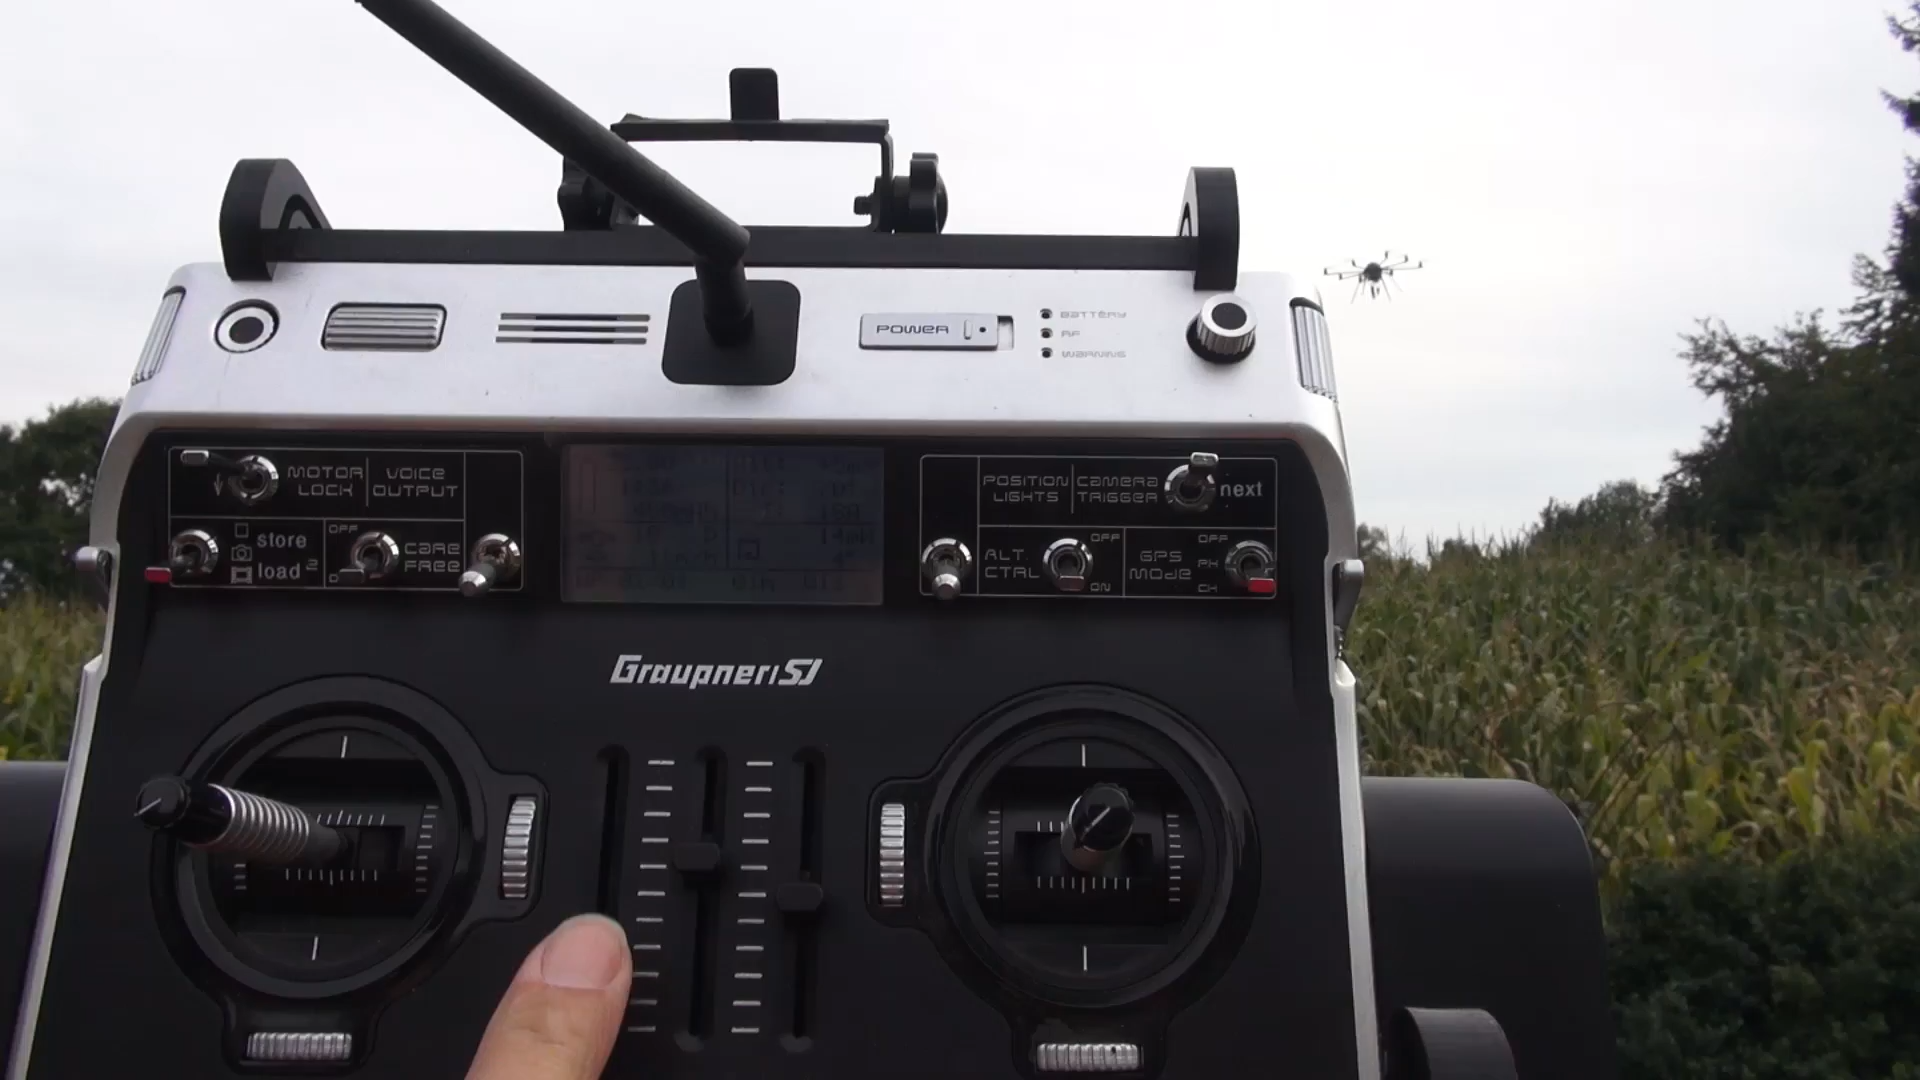 POWER
BATTERY
RF
WARNING
MOTOR LOCK
VOICE OUTPUT
store
load 2
OFF
CARE FREE
POSITION LIGHTS
CAMERA TRIGGER
next
ALT. CTRL
OFF
ON
GPS MODE
OFF
PH
CH
Graupner/SJ